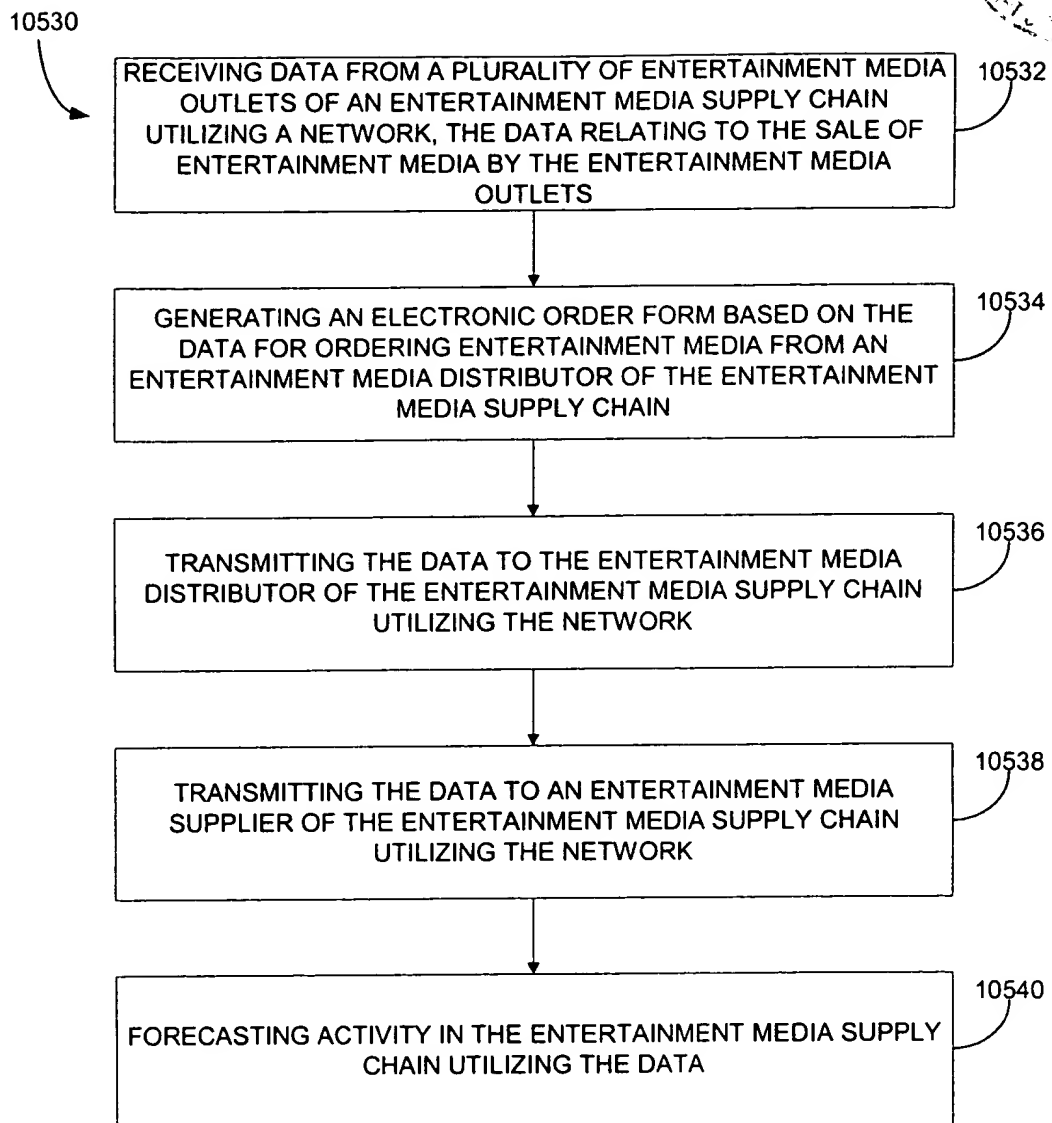 10530
RECEIVING DATA FROM A PLURALITY OF ENTERTAINMENT MEDIA
OUTLETS OF AN ENTERTAINMENT MEDIA SUPPLY CHAIN
UTILIZING A NETWORK, THE DATA RELATING TO THE SALE OF
ENTERTAINMENT MEDIA BY THE ENTERTAINMENT MEDIA
OUTLETS
10532
GENERATING AN ELECTRONIC ORDER FORM BASED ON THE
DATA FOR ORDERING ENTERTAINMENT MEDIA FROM AN
ENTERTAINMENT MEDIA DISTRIBUTOR OF THE ENTERTAINMENT
MEDIA SUPPLY CHAIN
10534
TRANSMITTING THE DATA TO THE ENTERTAINMENT MEDIA
DISTRIBUTOR OF THE ENTERTAINMENT MEDIA SUPPLY CHAIN
UTILIZING THE NETWORK
10536
TRANSMITTING THE DATA TO AN ENTERTAINMENT MEDIA
SUPPLIER OF THE ENTERTAINMENT MEDIA SUPPLY CHAIN
UTILIZING THE NETWORK
10538
FORECASTING ACTIVITY IN THE ENTERTAINMENT MEDIA SUPPLY
CHAIN UTILIZING THE DATA
10540